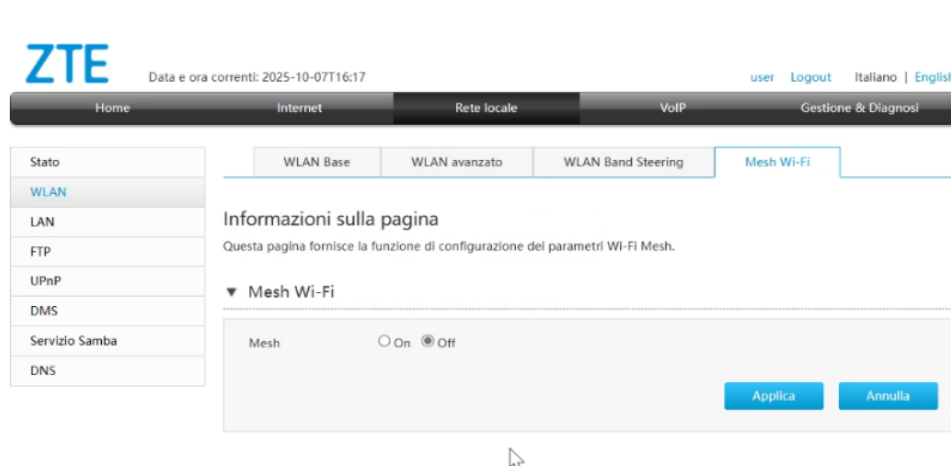 ZTE
Data e ora correnti: 2025-10-07T16:17
user Logout Italiano | English
Home Internet Rete locale VoIP Gestione & Diagnosi
Stato
WLAN
LAN
FTP
UPnP
DMS
Servizio Samba
DNS
WLAN Base WLAN avanzato WLAN Band Steering Mesh Wi-Fi
Informazioni sulla pagina
Questa pagina fornisce la funzione di configurazione dei parametri Wi-Fi Mesh.
Mesh Wi-Fi
Mesh On Off
Applica Annulla